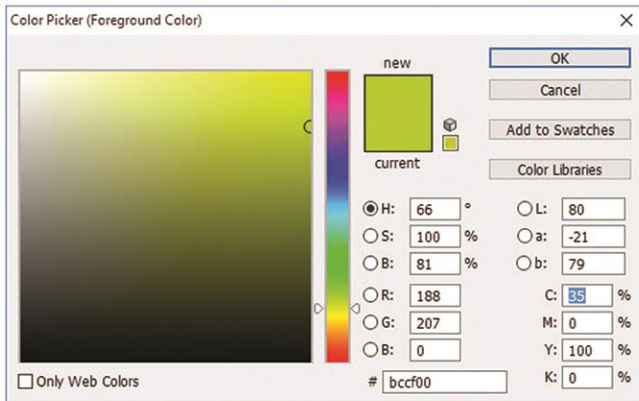 Color Picker (Foreground Color)
new
current
OK
Cancel
Add to Swatches
Color Libraries
H: 66 °
S: 100 %
B: 81 %
R: 188
G: 207
B: 0
# bccf00
L: 80
a: -21
b: 79
C: 35 %
M: 0 %
Y: 100 %
K: 0 %
Only Web Colors